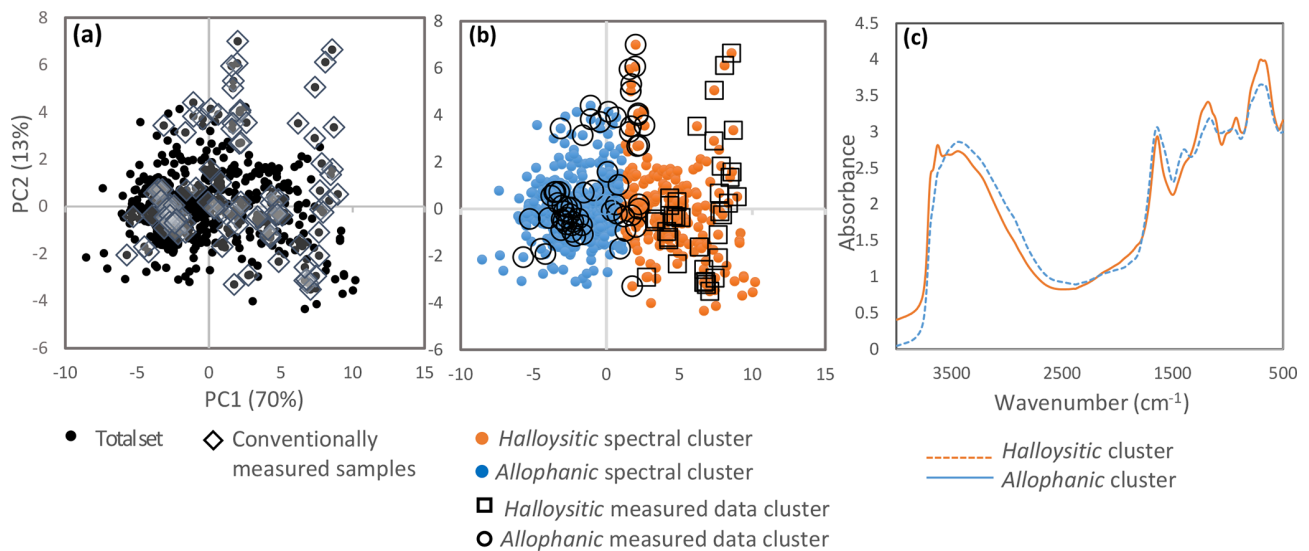 (a)
8
6
4
2
0
-2
-4
-6
PC2 (13%)
-10
-5
0
5
10
15
PC1 (70%)
Total set
Conventionally
measured samples
(b)
8
6
4
2
0
-2
-4
-6
-10
-5
0
5
10
15
Halloysitic spectral cluster
Allophanic spectral cluster
Halloysitic measured data cluster
Allophanic measured data cluster
(c)
4.5
4
3.5
3
2.5
2
1.5
1
0.5
0
Absorbance
3500
2500
1500
500
Wavenumber (cm-1)
Halloysitic cluster
Allophanic cluster